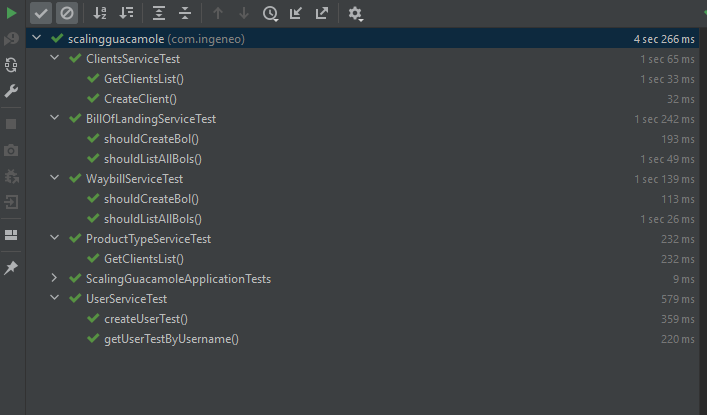 scalingguacamole (com.ingeneo) 4 sec 266 ms
ClientsServiceTest 1 sec 65 ms
GetClientsList() 1 sec 33 ms
CreateClient() 32 ms
BillOfLandingServiceTest 1 sec 242 ms
shouldCreateBol() 193 ms
shouldListAllBols() 1 sec 49 ms
WaybillServiceTest 1 sec 139 ms
shouldCreateBol() 113 ms
shouldListAllBols() 1 sec 26 ms
ProductTypeServiceTest 232 ms
GetClientsList() 232 ms
ScalingGuacamoleApplicationTests 9 ms
UserServiceTest 579 ms
createUserTest() 359 ms
getUserTestByUsername() 220 ms